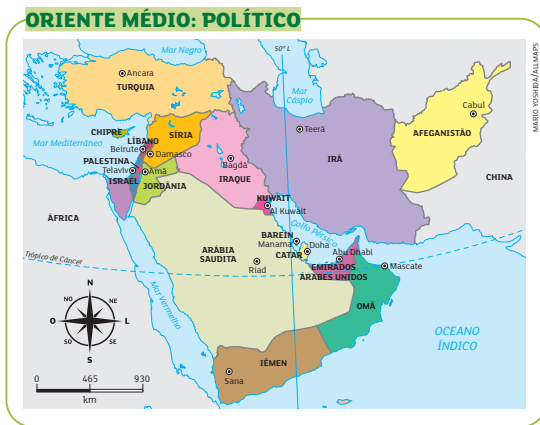 ORIENTE MÉDIO: POLÍTICO
MARIO YOSHIDA/ALLMAPS
50° L
Mar Negro
Ancara
TURQUIA
Mar
Cáspio
Cabul
Teerã
AFEGANISTÃO
CHIPRE
SÍRIA
LÍBANO
Mar Mediterrâneo
Beirute
Damasco
IRÃ
PALESTINA
Bagdá
Telaviv
Amã
CHINA
ISRAEL
IRAQUE
JORDÂNIA
KUWAIT
Al Kuwait
ÁFRICA
Golfo Pérsico
BAREIN
Manama
Doha
Abu Dhabi
ARÁBIA
SAUDITA
CATAR
Trópico de Câncer
Riad
EMIRADOS
ÁRABES UNIDOS
Mascate
Mar Vermelho
OMÃ
N
NO
NE
O
L
SO
SE
S
OCEANO
ÍNDICO
IÊMEN
Sana
0 465 930
km